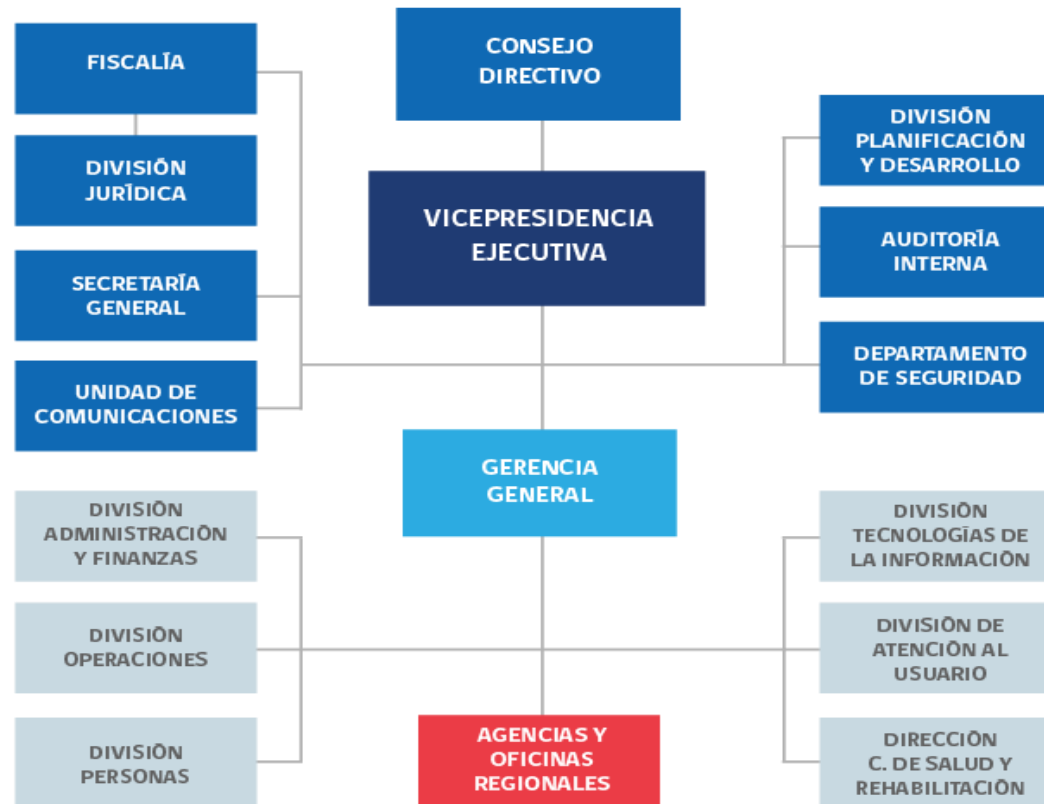 FISCALÍA
CONSEJO
DIRECTIVO
DIVISIÓN
PLANIFICACIÓN
Y DESARROLLO
DIVISIÓN
JURÍDICA
VICEPRESIDENCIA
EJECUTIVA
AUDITORÍA
INTERNA
SECRETARÍA
GENERAL
DEPARTAMENTO
DE SEGURIDAD
UNIDAD DE
COMUNICACIONES
GERENCIA
GENERAL
DIVISIÓN
ADMINISTRACIÓN
Y FINANZAS
DIVISIÓN
TECNOLOGÍAS DE
LA INFORMACIÓN
DIVISIÓN
OPERACIONES
DIVISIÓN DE
ATENCIÓN AL
USUARIO
DIVISIÓN
PERSONAS
AGENCIAS Y
OFICINAS
REGIONALES
DIRECCIÓN
C. DE SALUD Y
REHABILITACIÓN